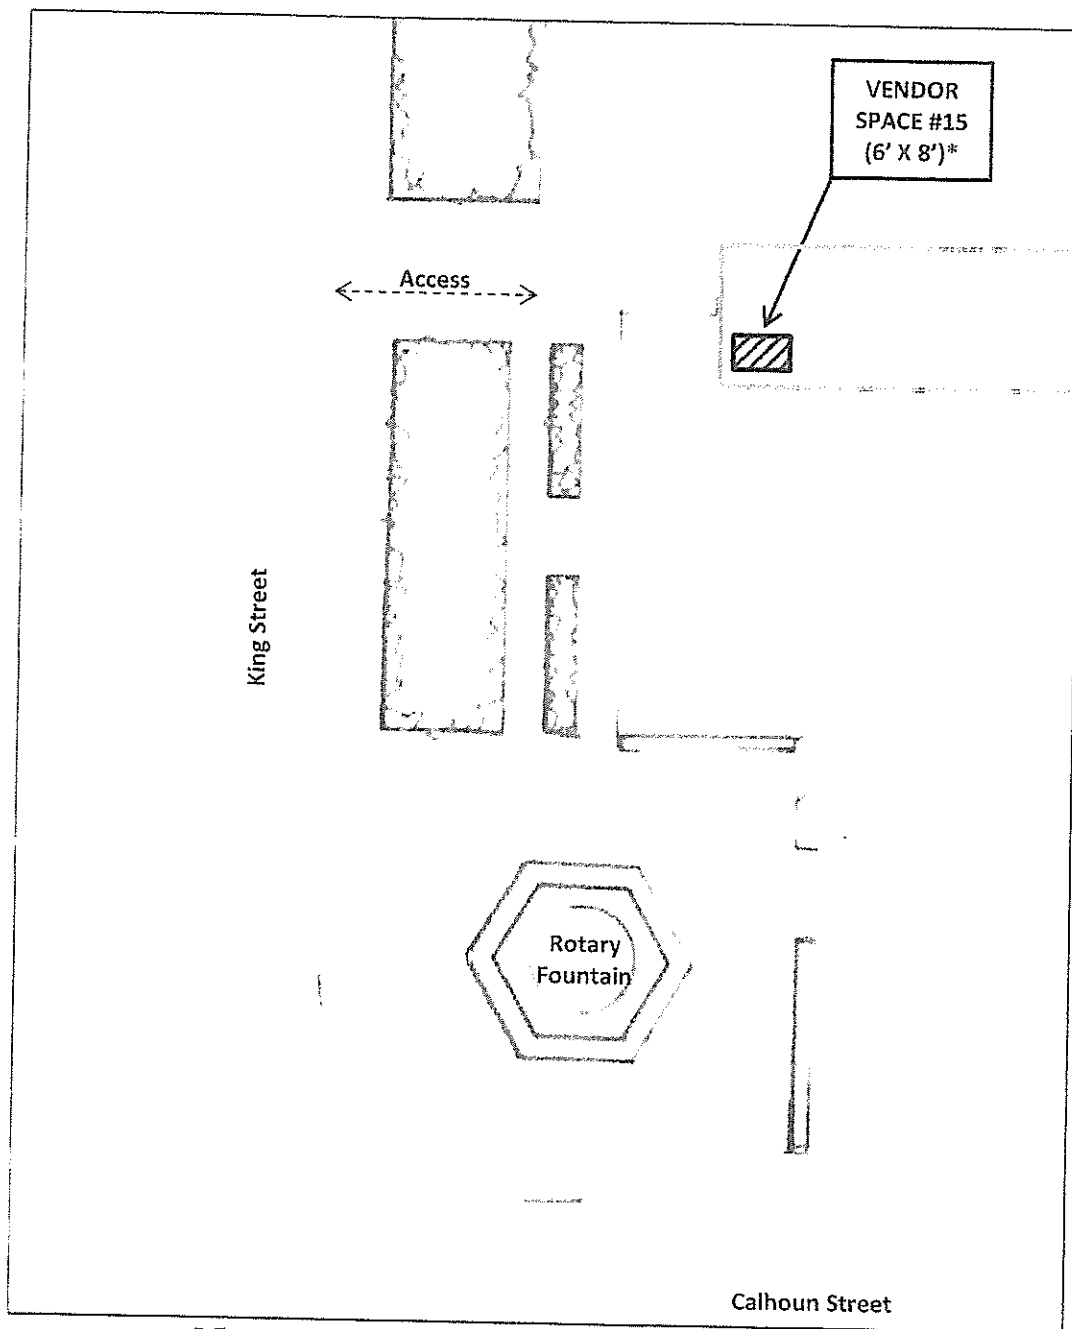 VENDOR
SPACE #15
(6' X 8')*
Access
King Street
Rotary
Fountain
Calhoun Street